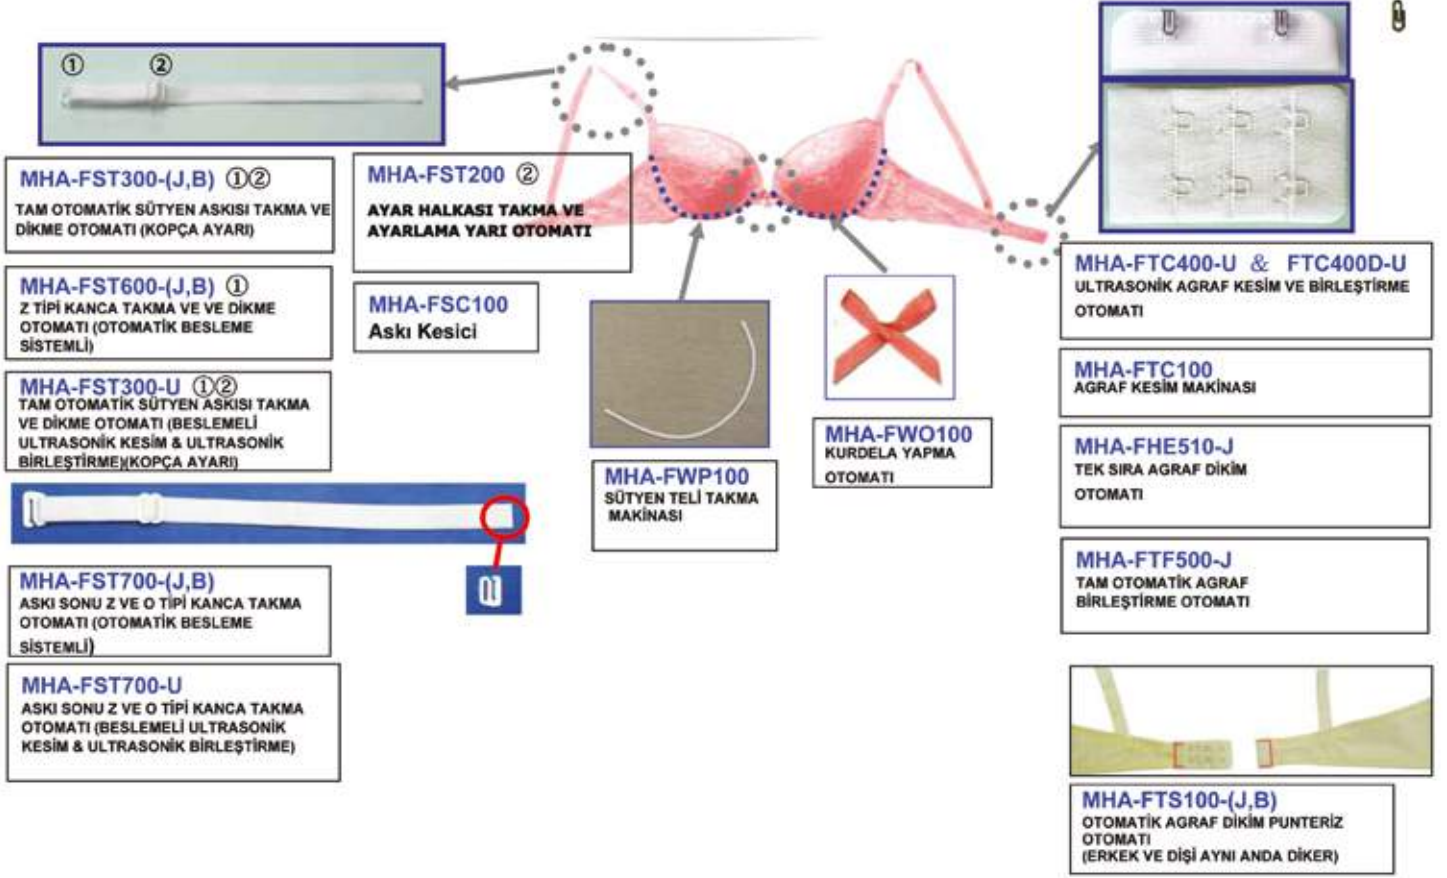 ① ②
MHA-FST300-(J,B) ①②
TAM OTOMATİK SÜTYEN ASKISI TAKMA VE
DİKME OTOMATI (KOPÇA AYARI)
MHA-FST600-(J,B) ①
Z TİPİ KANCA TAKMA VE VE DİKME
OTOMATI (OTOMATİK BESLEME
SİSTEMLİ)
MHA-FST300-U ①②
TAM OTOMATİK SÜTYEN ASKISI TAKMA
VE DİKME OTOMATI (BESLEMELİ
ULTRASONİK KESİM & ULTRASONİK
BİRLEŞTİRME)(KOPÇA AYARI)
MHA-FST700-(J,B)
ASKI SONU Z VE O TİPİ KANCA TAKMA
OTOMATI (OTOMATİK BESLEME
SİSTEMLİ)
MHA-FST700-U
ASKI SONU Z VE O TİPİ KANCA TAKMA
OTOMATI (BESLEMELİ ULTRASONİK
KESİM & ULTRASONİK BİRLEŞTİRME)
MHA-FST200 ②
AYAR HALKASI TAKMA VE
AYARLAMA YARI OTOMATI
MHA-FSC100
Askı Kesici
MHA-FWP100
SÜTYEN TELİ TAKMA
MAKİNASI
MHA-FWO100
KURDELA YAPMA
OTOMATI
MHA-FTC400-U & FTC400D-U
ULTRASONİK AGRAF KESİM VE BİRLEŞTİRME
OTOMATI
MHA-FTC100
AGRAF KESİM MAKİNASI
MHA-FHE510-J
TEK SIRA AGRAF DİKİM
OTOMATI
MHA-FTF500-J
TAM OTOMATİK AGRAF
BİRLEŞTİRME OTOMATI
MHA-FTS100-(J,B)
OTOMATİK AGRAF DİKİM PUNTERİZ
OTOMATI
(ERKEK VE DİŞİ AYNI ANDA DİKER)